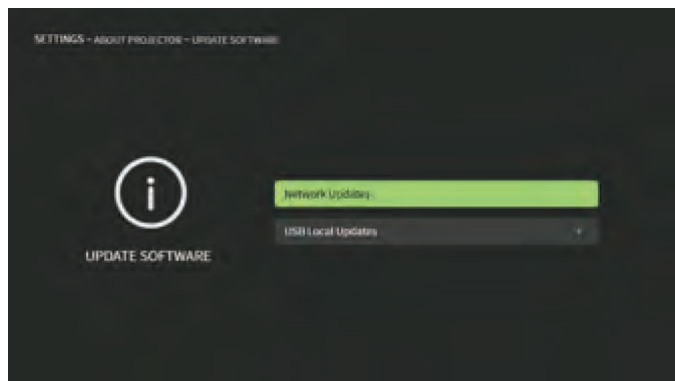 SETTINGS – ABOUT PROJECTOR – UPDATE SOFTWARE
Network Updates
USB Local Updates
UPDATE SOFTWARE